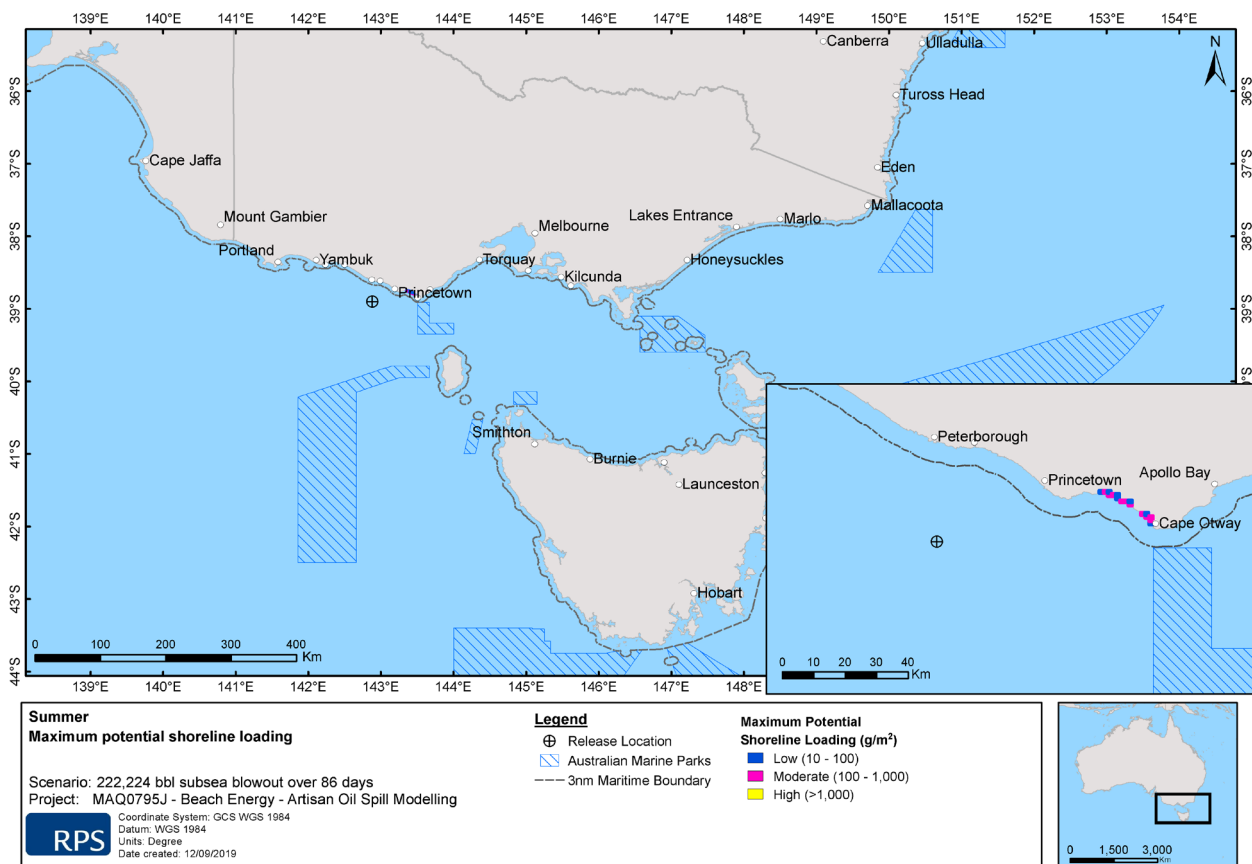 139°E 140°E 141°E 142°E 143°E 144°E 145°E 146°E 147°E 148°E 149°E 150°E 151°E 152°E 153°E 154°E
N
Canberra
Ulladulla
36°S
36°S
Tuross Head
37°S
37°S
Cape Jaffa
Eden
Mallacoota
Mount Gambier
Lakes Entrance
Marlo
Melbourne
38°S
38°S
Portland
Yambuk
Torquay
Honeysuckles
Kilcunda
Princetown
39°S
39°S
40°S
40°S
Smithton
41°S
Burnie
Launceston
42°S
Hobart
43°S
44°S
0 100 200 300 400
Km
139°E 140°E 141°E 142°E 143°E 144°E 145°E 146°E 147°E 148°E
Peterborough
Princetown
Apollo Bay
Cape Otway
0 10 20 30 40
Km
Summer
Maximum potential shoreline loading
Scenario: 222,224 bbl subsea blowout over 86 days
Project: MAQ0795J - Beach Energy - Artisan Oil Spill Modelling
RPS
Coordinate System: GCS WGS 1984
Datum: WGS 1984
Units: Degree
Date created: 12/09/2019
Legend
Release Location
Australian Marine Parks
3nm Maritime Boundary
Maximum Potential
Shoreline Loading (g/m²)
Low (10 - 100)
Moderate (100 - 1,000)
High (>1,000)
0 1,500 3,000
Km